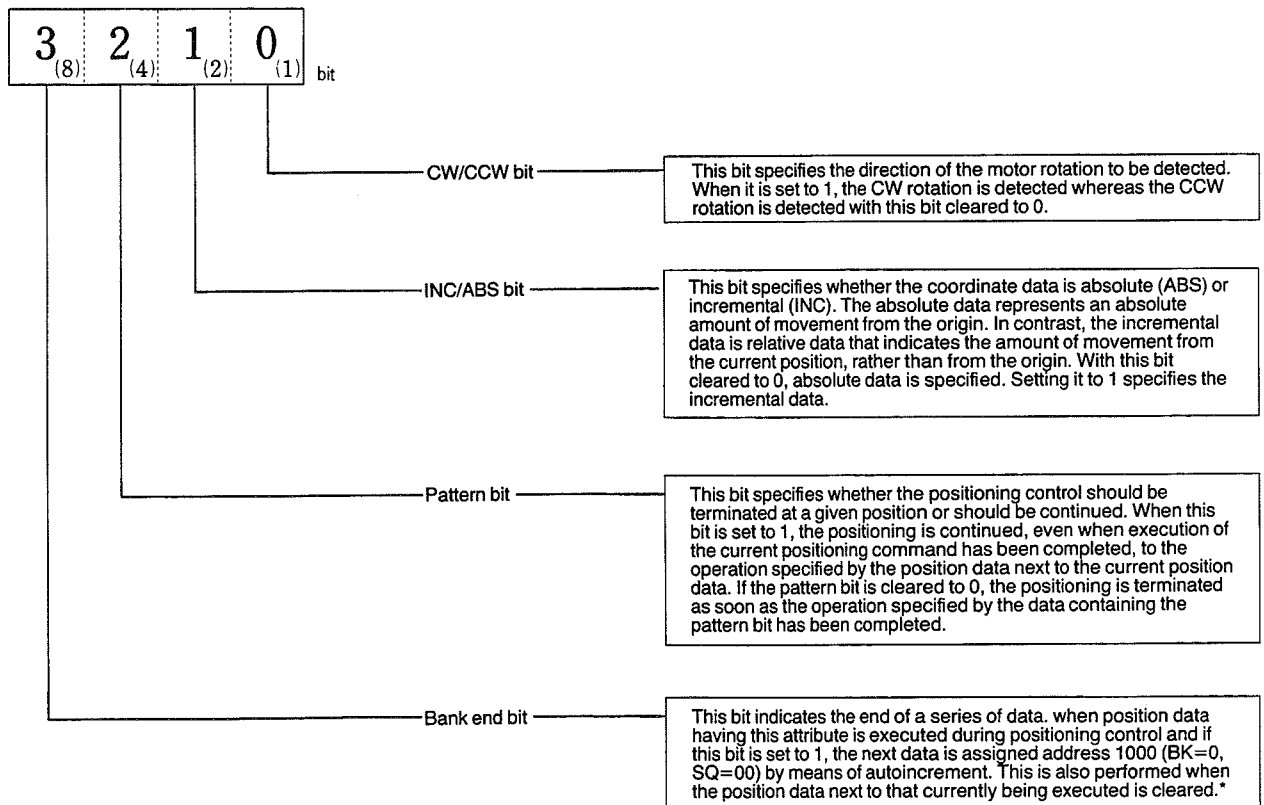 3 2 1 0
(8) (4) (2) (1) bit
CW/CCW bit
This bit specifies the direction of the motor rotation to be detected.
When it is set to 1, the CW rotation is detected whereas the CCW
rotation is detected with this bit cleared to 0.
INC/ABS bit
This bit specifies whether the coordinate data is absolute (ABS) or
incremental (INC). The absolute data represents an absolute
amount of movement from the origin. In contrast, the incremental
data is relative data that indicates the amount of movement from
the current position, rather than from the origin. With this bit
cleared to 0, absolute data is specified. Setting it to 1 specifies the
incremental data.
Pattern bit
This bit specifies whether the positioning control should be
terminated at a given position or should be continued. When this
bit is set to 1, the positioning is continued, even when execution of
the current positioning command has been completed, to the
operation specified by the position data next to the current position
data. If the pattern bit is cleared to 0, the positioning is terminated
as soon as the operation specified by the data containing the
pattern bit has been completed.
Bank end bit
This bit indicates the end of a series of data. when position data
having this attribute is executed during positioning control and if
this bit is set to 1, the next data is assigned address 1000 (BK=0,
SQ=00) by means of autoincrement. This is also performed when
the position data next to that currently being executed is cleared.*